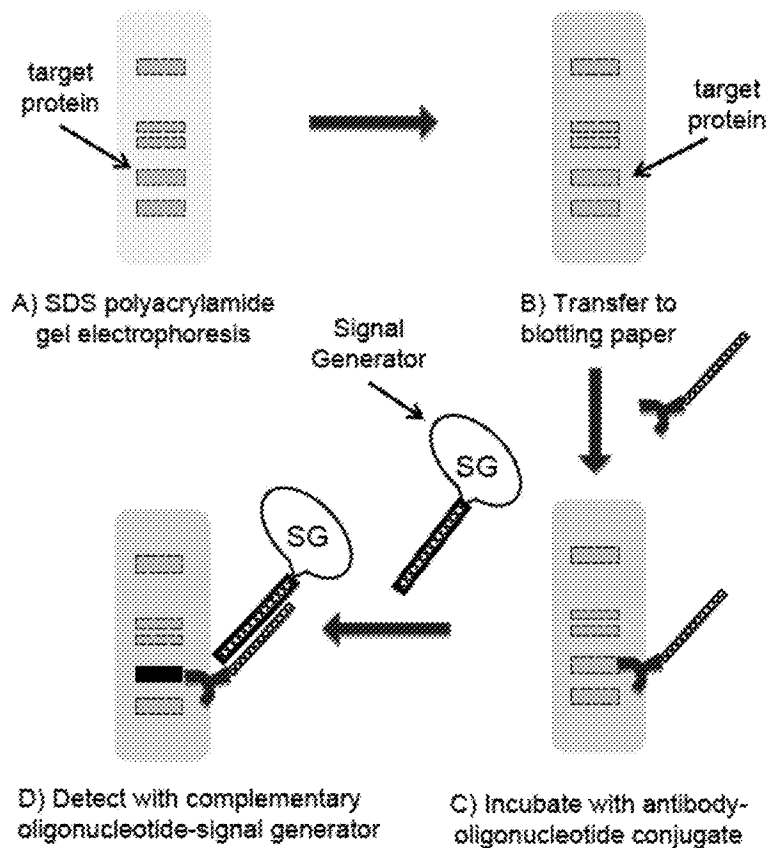 target
protein
target
protein
A) SDS polyacrylamide
gel electrophoresis
B) Transfer to
blotting paper
Signal
Generator
SG
SG
D) Detect with complementary
oligonucleotide-signal generator
C) Incubate with antibody-
oligonucleotide conjugate